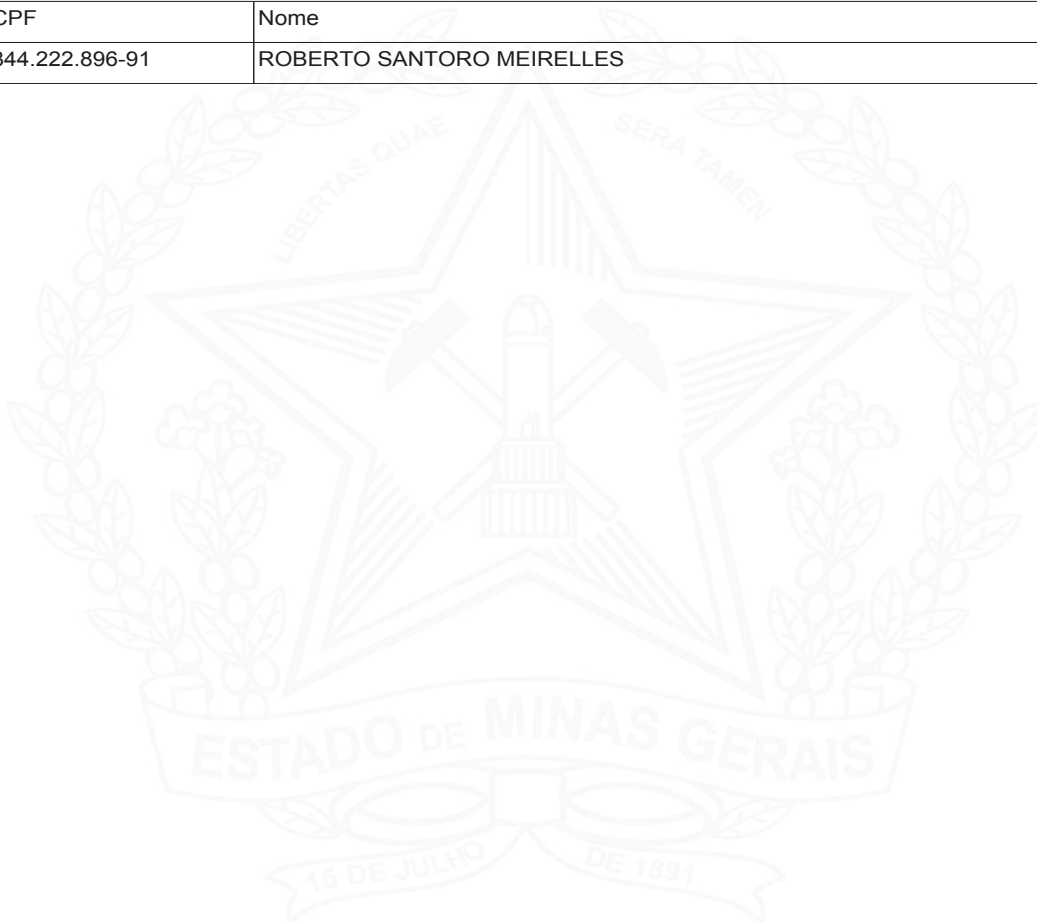 CPF Nome
344.222.896-91 ROBERTO SANTORO MEIRELLES
LIBERTAS QUAE SERA TAMEN
ESTADO DE MINAS GERAIS
15 DE JULHO DE 1891